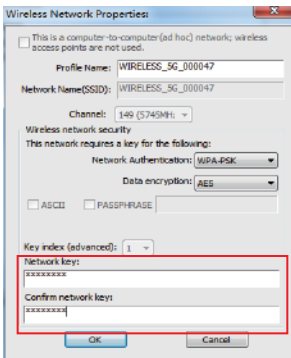 Wireless Network Properties:
This is a computer-to-computer(ad hoc) network; wireless
access points are not used.
Profile Name: WIRELESS_5G_000047
Network Name(SSID): WIRELESS_5G_000047
Channel: 149 (5745MH:
Wireless network security
This network requires a key for the following:
Network Authentication: WPA-PSK
Data encryption: AES
ASCII PASSPHRASE
Key index (advanced): 1
Network key:
xxxxxxxx
Confirm network key:
xxxxxxxx
OK Cancel